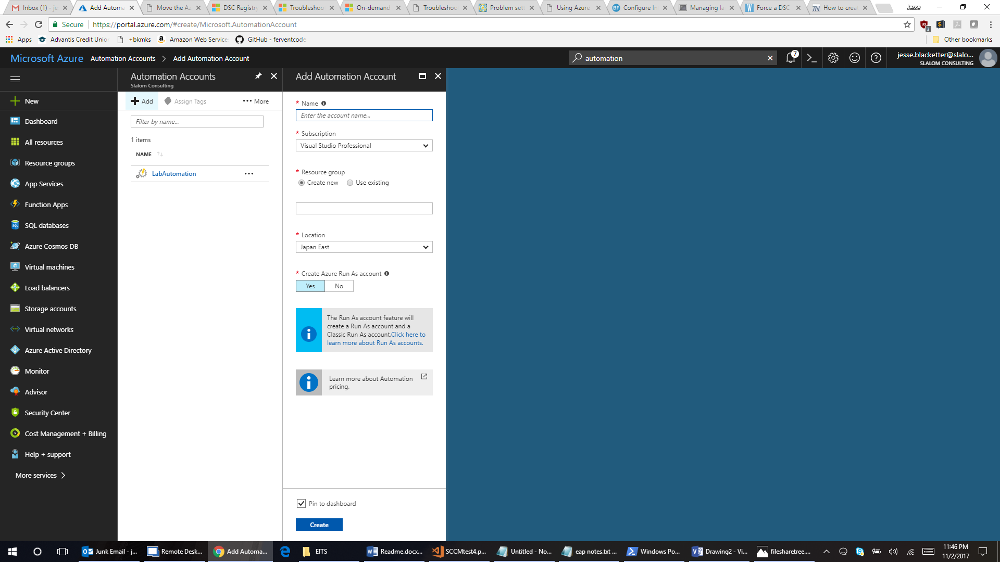 Inbox (1) - je
Add Automa
Move the Az
DSC Registry
Troubleshoo
On-demand
Troubleshoo
Problem sett
Using Azure
Configure In
Managing la
Force a DSC
How to creat
Jesse
Secure
https://portal.azure.com/#create/Microsoft.AutomationAccount
3
Apps
Advantis Credit Union
+bkmks
Amazon Web Service
GitHub - ferventcode
Other bookmarks
Microsoft Azure
Automation Accounts
Add Automation Account
automation
7
jesse.blacketter@slalo...
SLALOM CONSULTING
New
Dashboard
All resources
Resource groups
App Services
Function Apps
SQL databases
Azure Cosmos DB
Virtual machines
Load balancers
Storage accounts
Virtual networks
Azure Active Directory
Monitor
Advisor
Security Center
Cost Management + Billing
Help + support
More services
Automation Accounts
Slalom Consulting
Add
Assign Tags
More
Filter by name...
1 items
NAME
LabAutomation
Add Automation Account
* Name
Enter the account name...
* Subscription
Visual Studio Professional
* Resource group
Create new
Use existing
* Location
Japan East
* Create Azure Run As account
Yes
No
The Run As account feature will
create a Run As account and a
Classic Run As account.Click here to
learn more about Run As accounts.
Learn more about Automation
pricing.
Pin to dashboard
Create
Junk Email - j...
Remote Desk...
Add Automa...
EITS
Readme.docx...
SCCMtest4.p...
Untitled - No...
eap notes.txt ...
Windows Po...
Drawing2 - Vi...
filesharetree....
11:46 PM
11/2/2017